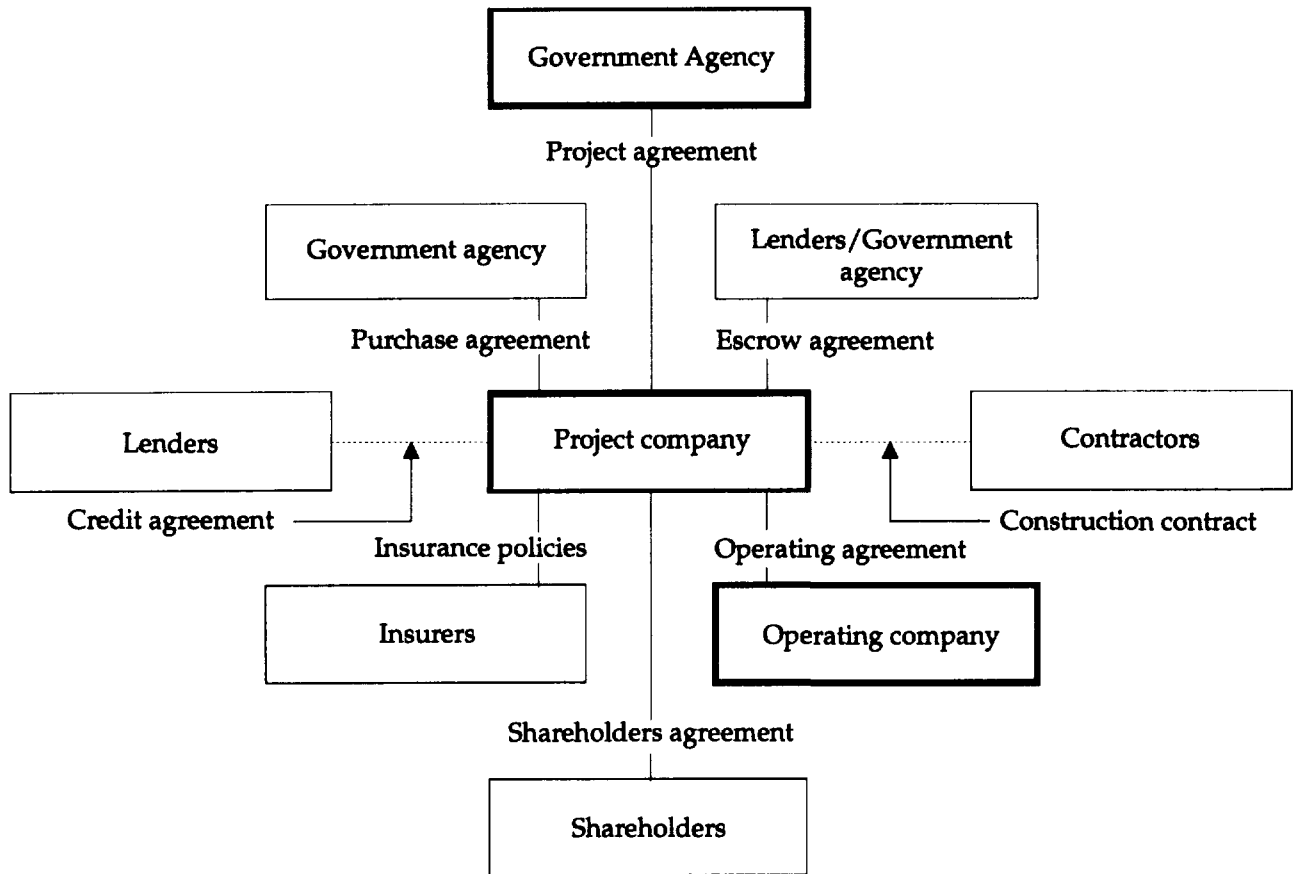 Government Agency
Project agreement
Government agency
Lenders/Government
agency
Purchase agreement
Escrow agreement
Lenders
Project company
Contractors
Credit agreement
Construction contract
Insurance policies
Operating agreement
Insurers
Operating company
Shareholders agreement
Shareholders